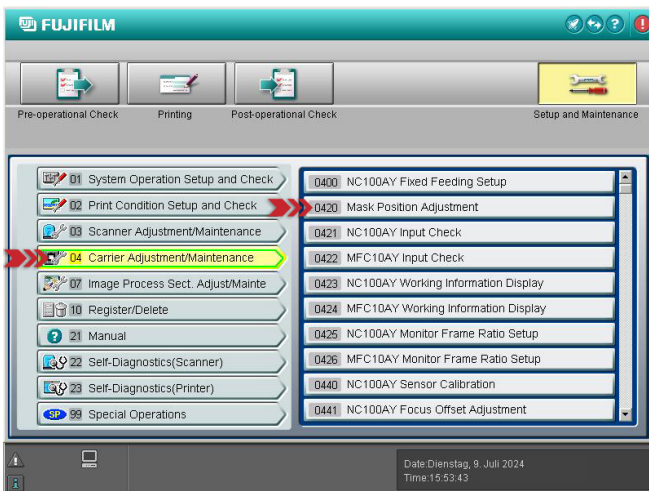 FUJIFILM
Pre-operational Check
Printing
Post-operational Check
Setup and Maintenance
01 System Operation Setup and Check
02 Print Condition Setup and Check
03 Scanner Adjustment/Maintenance
04 Carrier Adjustment/Maintenance
07 Image Process Sect. Adjust/Mainte
10 Register/Delete
21 Manual
22 Self-Diagnostics(Scanner)
23 Self-Diagnostics(Printer)
SP 99 Special Operations
0400 NC100AY Fixed Feeding Setup
0420 Mask Position Adjustment
0421 NC100AY Input Check
0422 MFC10AY Input Check
0423 NC100AY Working Information Display
0424 MFC10AY Working Information Display
0425 NC100AY Monitor Frame Ratio Setup
0426 MFC10AY Monitor Frame Ratio Setup
0440 NC100AY Sensor Calibration
0441 NC100AY Focus Offset Adjustment
Date:Dienstag, 9. Juli 2024
Time:15:53:43